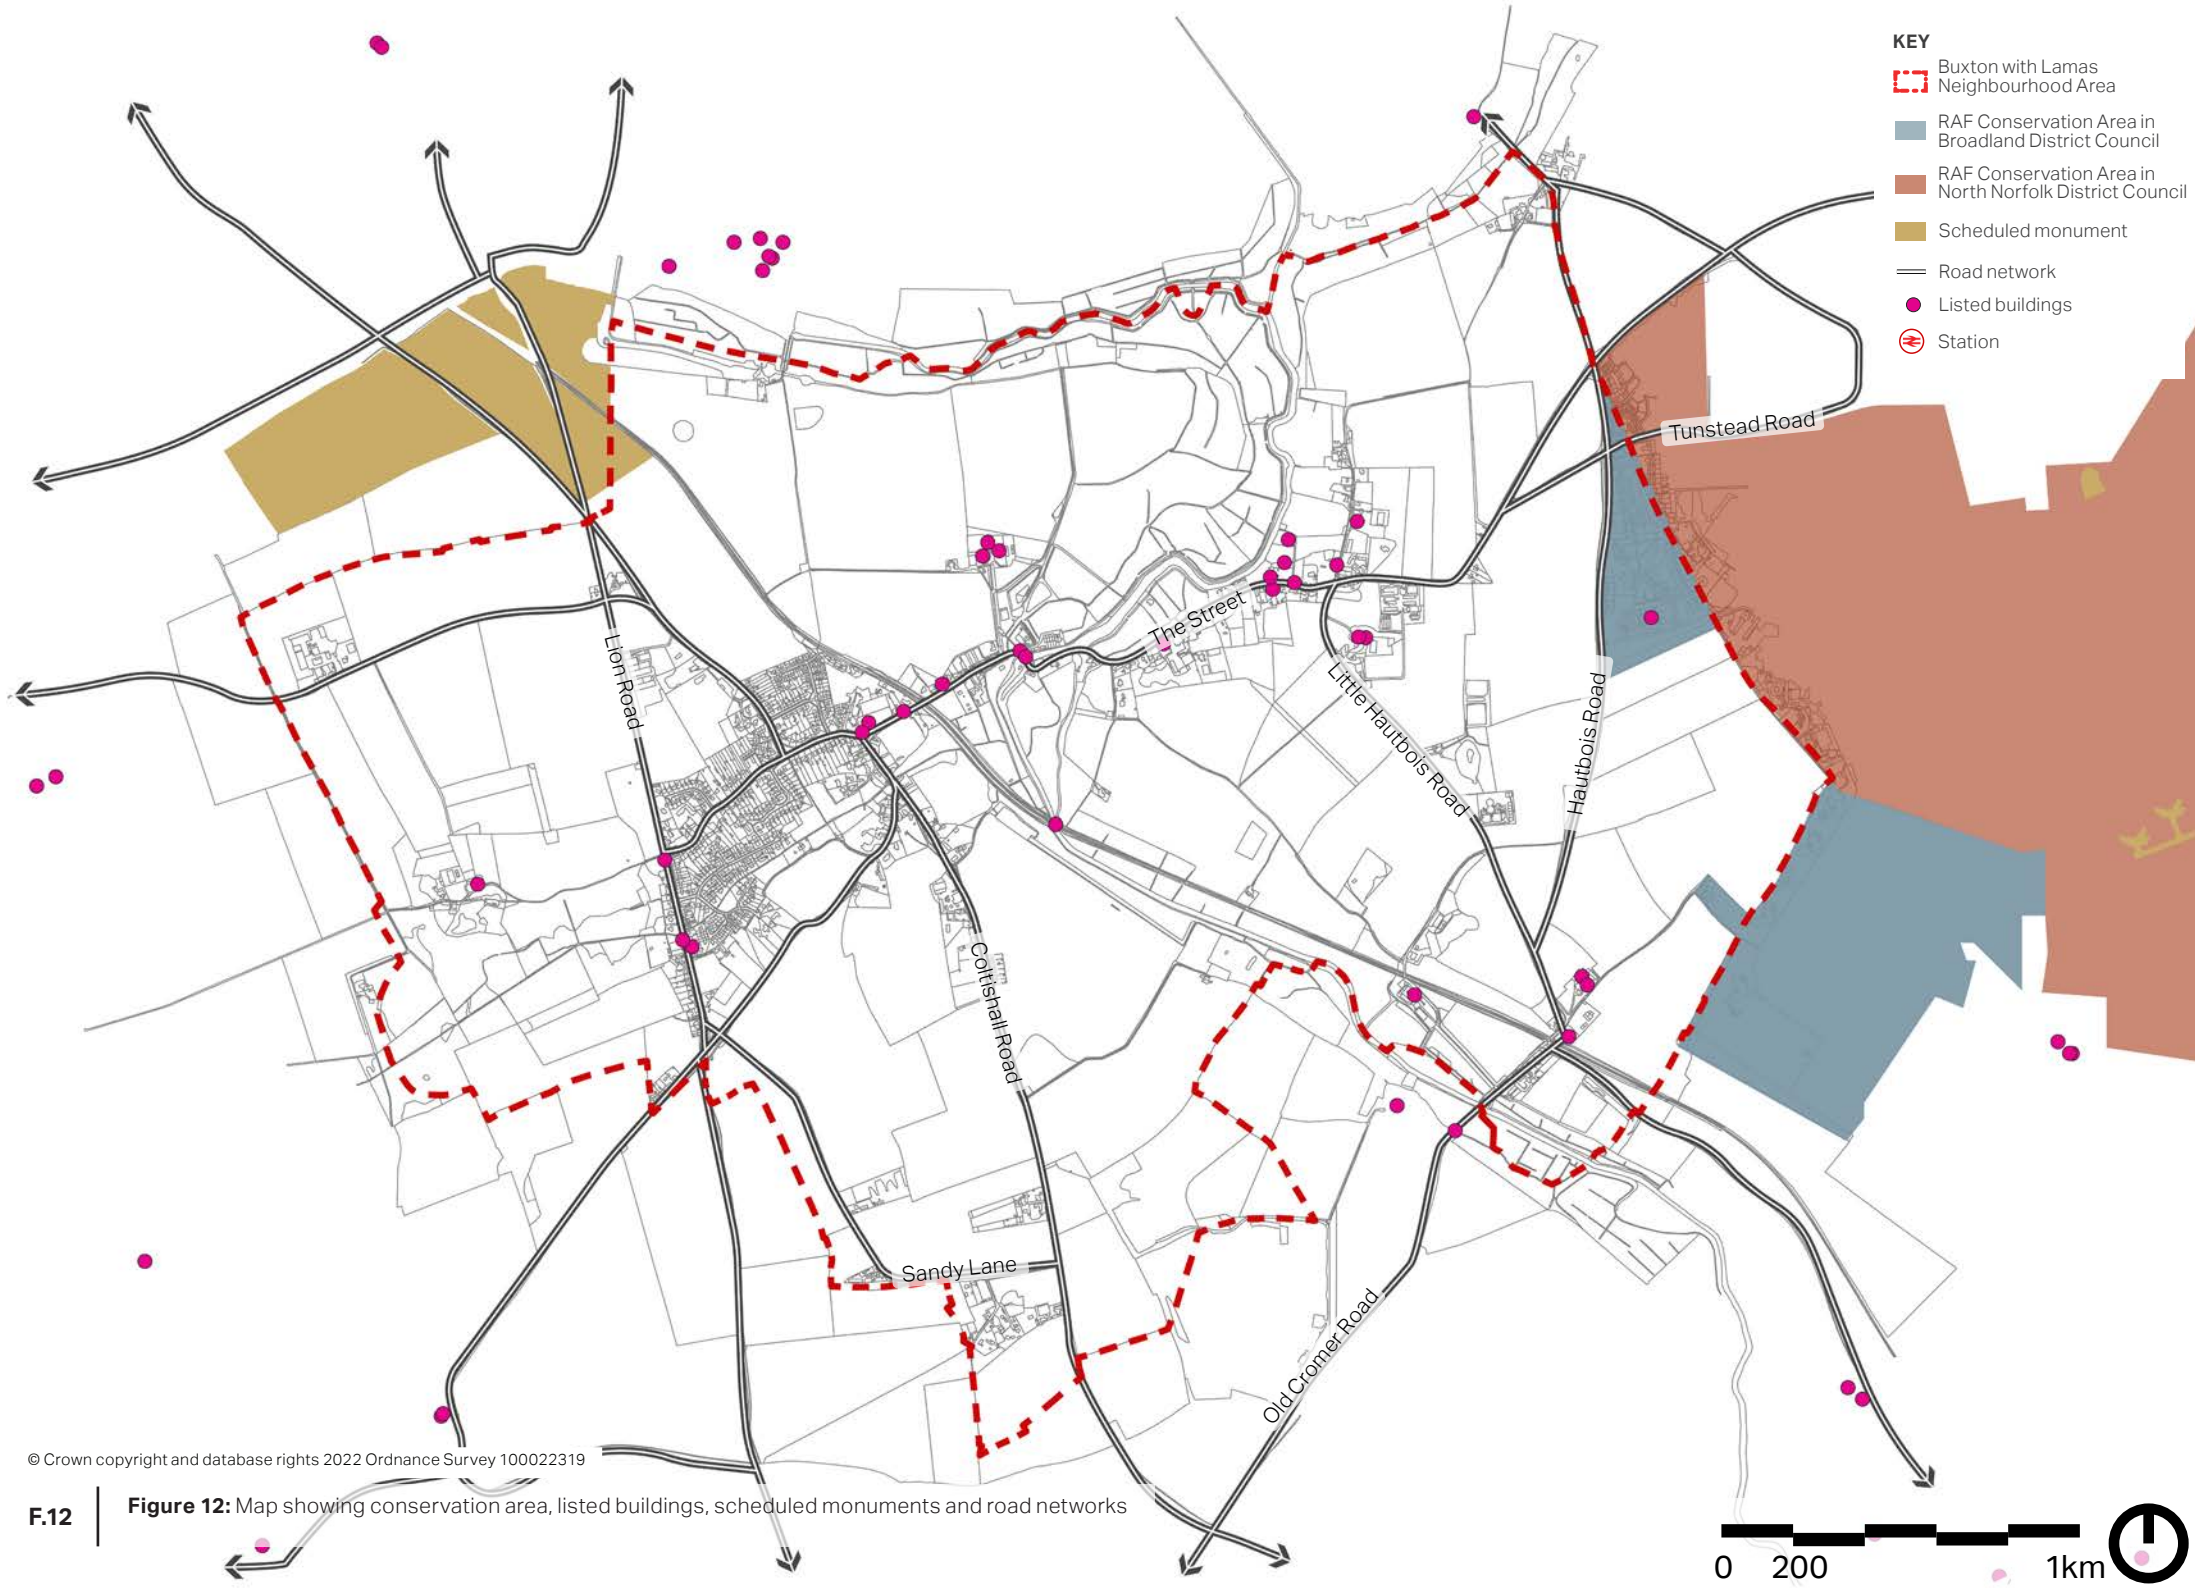 KEY
Buxton with Lamas
Neighbourhood Area
RAF Conservation Area in
Broadland District Council
RAF Conservation Area in
North Norfolk District Council
Scheduled monument
Road network
Listed buildings
Station
Tunstead Road
The Street
Lion Road
Little Hautbois Road
Hautbois Road
Coltishall Road
Sandy Lane
Old Cromer Road
© Crown copyright and database rights 2022 Ordnance Survey 100022319
F.12
Figure 12: Map showing conservation area, listed buildings, scheduled monuments and road networks
0 200 1km